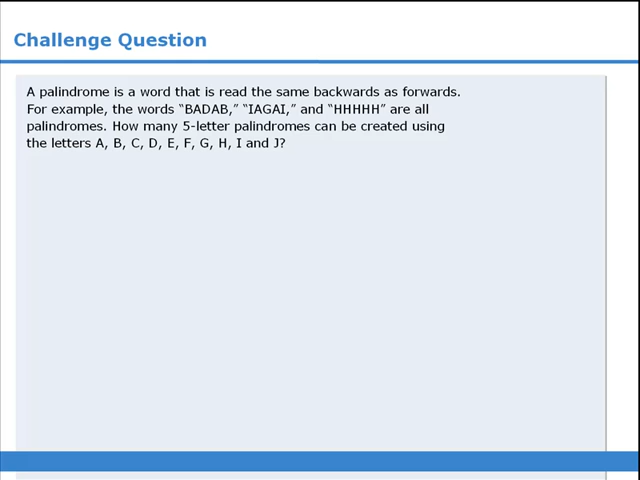 Challenge Question
A palindrome is a word that is read the same backwards as forwards.
For example, the words “BADAB,” “IAGAI,” and “HHHHH” are all
palindromes. How many 5-letter palindromes can be created using
the letters A, B, C, D, E, F, G, H, I and J?